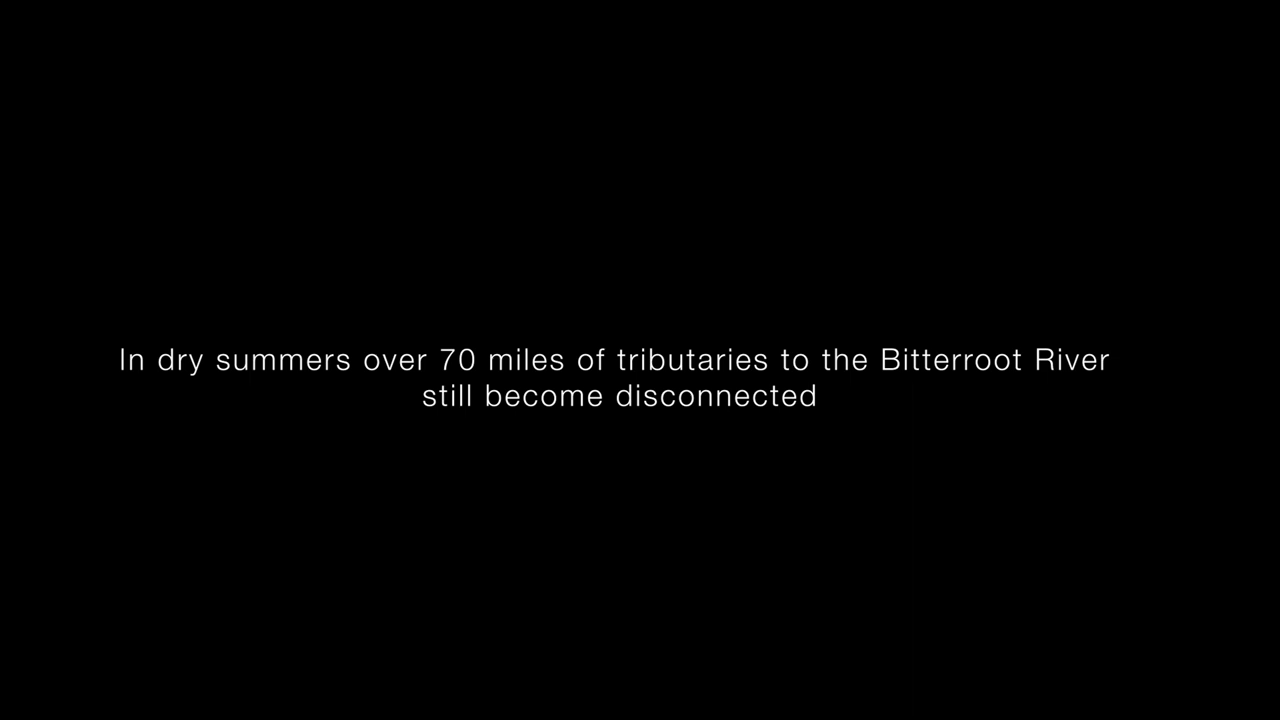 In dry summers over 70 miles of tributaries to the Bitterroot River
still become disconnected